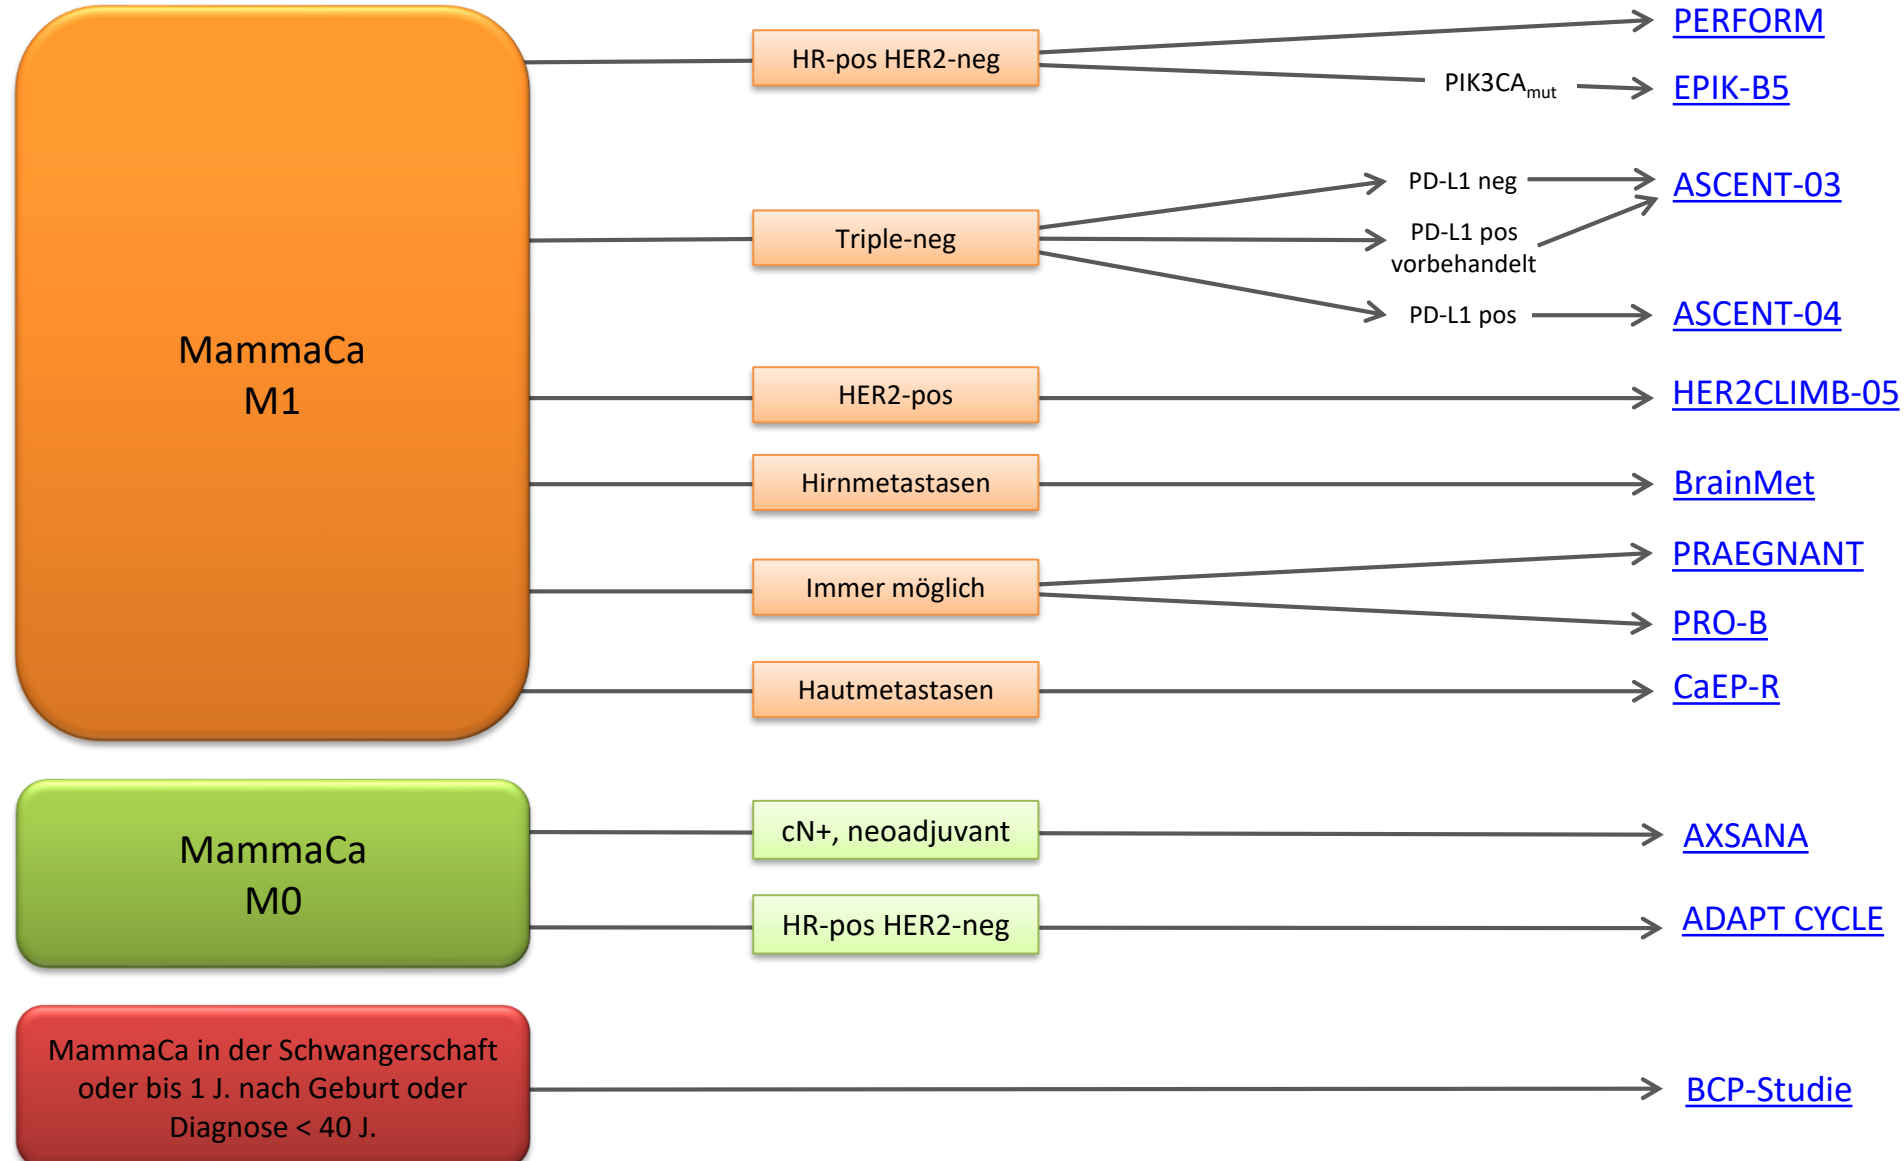 MammaCa
M1
HR-pos HER2-neg
PERFORM
PIK3CAmut
EPIK-B5
Triple-neg
PD-L1 neg
ASCENT-03
PD-L1 pos
vorbehandelt
PD-L1 pos
ASCENT-04
HER2-pos
HER2CLIMB-05
Hirnmetastasen
BrainMet
Immer möglich
PRAEGNANT
PRO-B
Hautmetastasen
CaEP-R
MammaCa
M0
cN+, neoadjuvant
AXSANA
HR-pos HER2-neg
ADAPT CYCLE
MammaCa in der Schwangerschaft
oder bis 1 J. nach Geburt oder
Diagnose < 40 J.
BCP-Studie